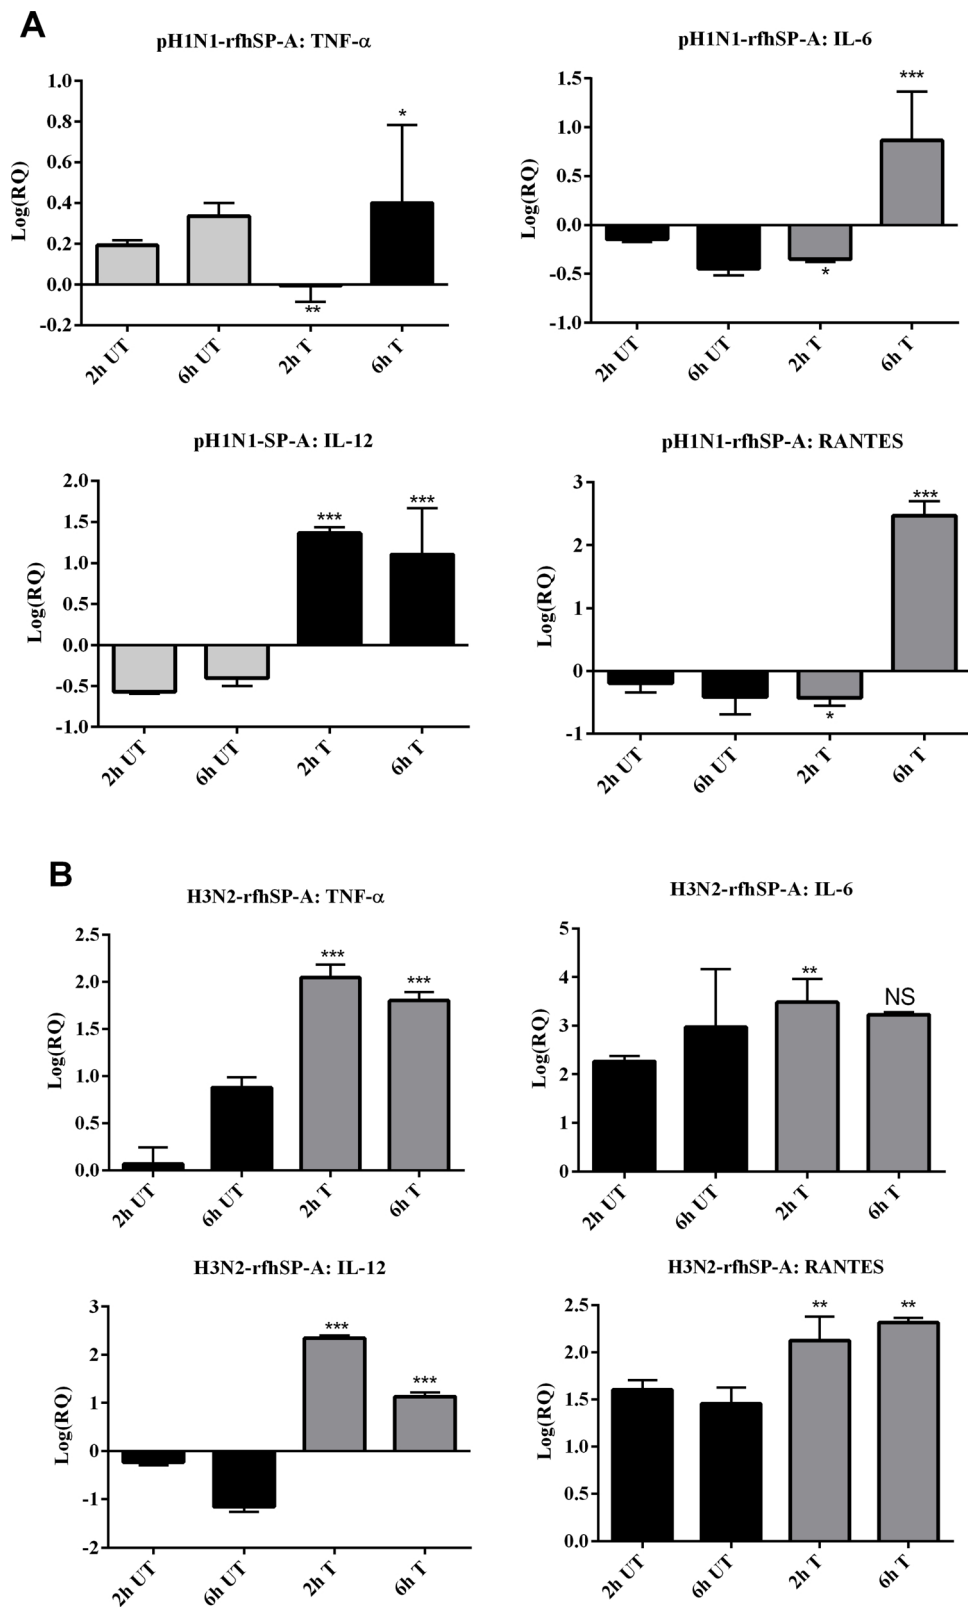 A
pH1N1-rfhSP-A: TNF-α
Log(RQ)
1.0
0.8
0.6
0.4
0.2
0.0
-0.2
*
**
2h UT
6h UT
2h T
6h T
pH1N1-rfhSP-A: IL-6
Log(RQ)
1.5
1.0
0.5
0.0
-0.5
-1.0
***
*
2h UT
6h UT
2h T
6h T
pH1N1-SP-A: IL-12
Log(RQ)
2.0
1.5
1.0
0.5
0.0
-0.5
-1.0
***
***
2h UT
6h UT
2h T
6h T
pH1N1-rfhSP-A: RANTES
Log(RQ)
3
2
1
0
-1
***
*
2h UT
6h UT
2h T
6h T
B
H3N2-rfhSP-A: TNF-α
Log(RQ)
2.5
2.0
1.5
1.0
0.5
0.0
***
***
2h UT
6h UT
2h T
6h T
H3N2-rfhSP-A: IL-6
Log(RQ)
5
4
3
2
1
0
**
NS
2h UT
6h UT
2h T
6h T
H3N2-rfhSP-A: IL-12
Log(RQ)
3
2
1
0
-1
-2
***
***
2h UT
6h UT
2h T
6h T
H3N2-rfhSP-A: RANTES
Log(RQ)
2.5
2.0
1.5
1.0
0.5
0.0
**
**
2h UT
6h UT
2h T
6h T